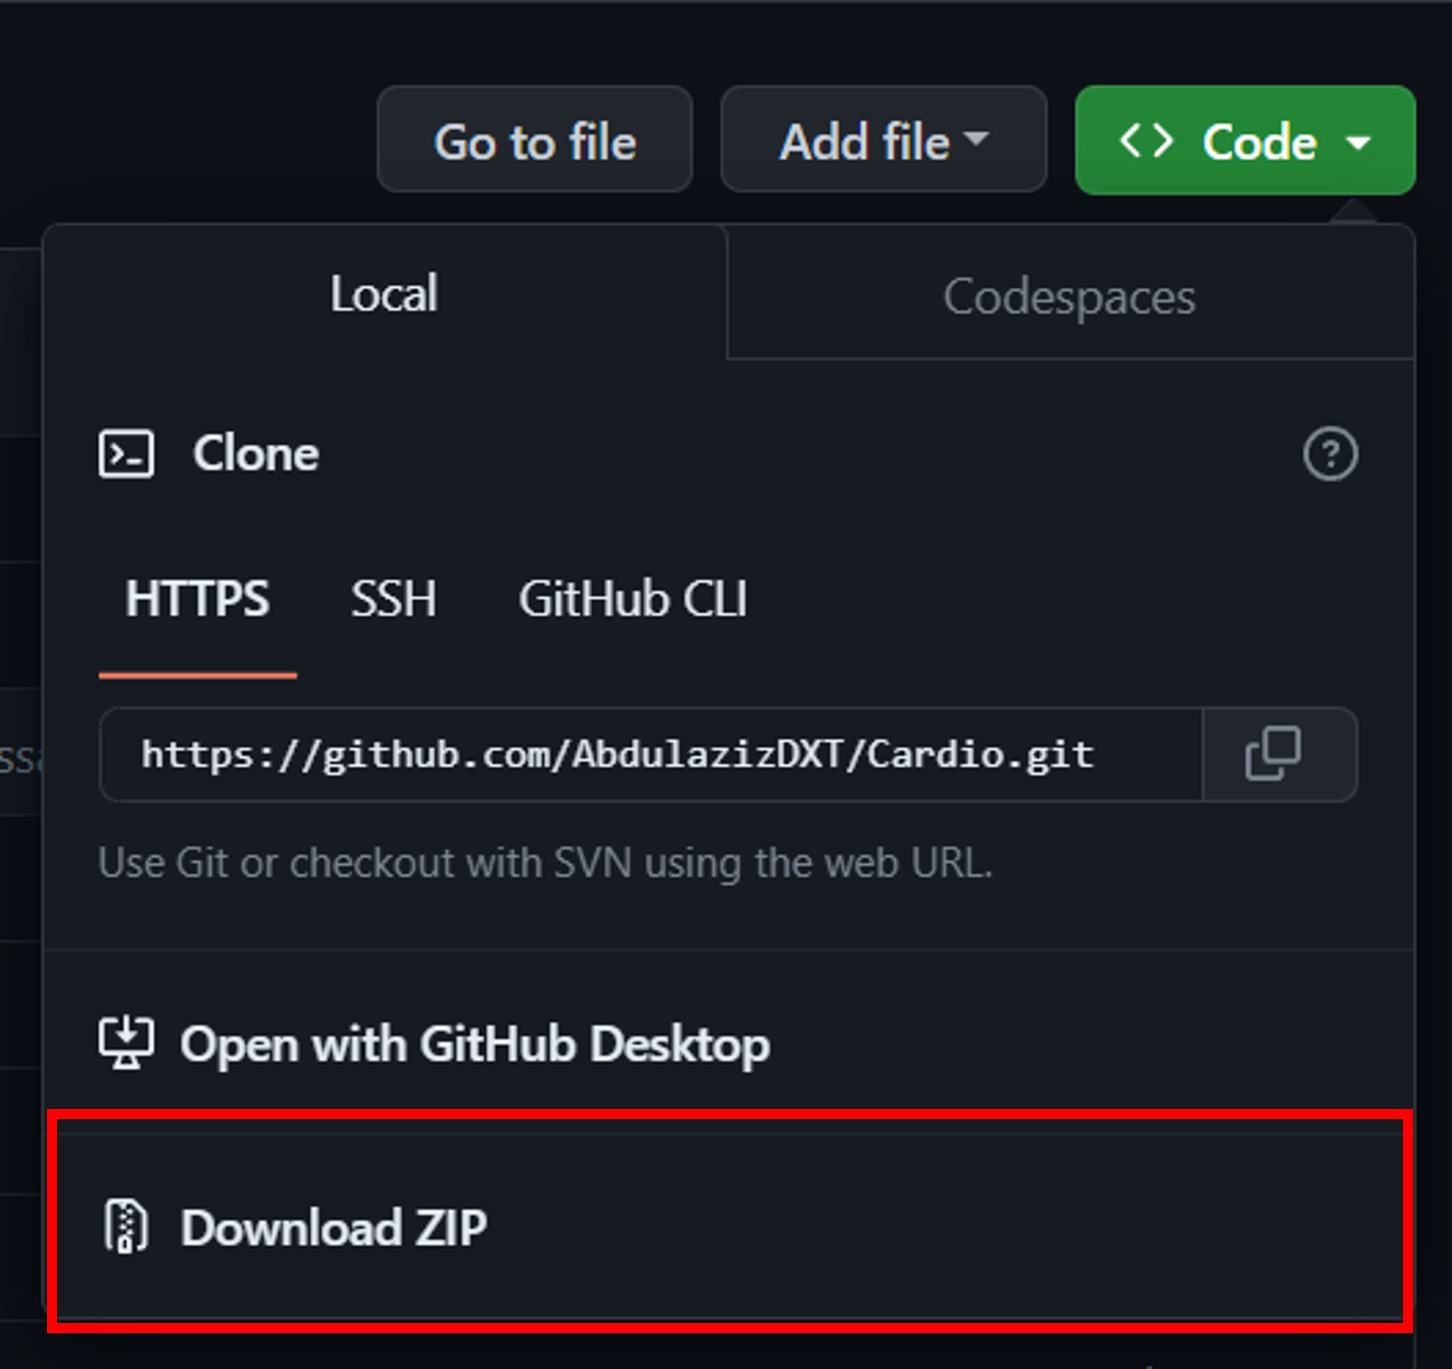 Go to file Add file <> Code
Local Codespaces
Clone
HTTPS SSH GitHub CLI
https://github.com/AbdulazizDXT/Cardio.git
Use Git or checkout with SVN using the web URL.
Open with GitHub Desktop
Download ZIP